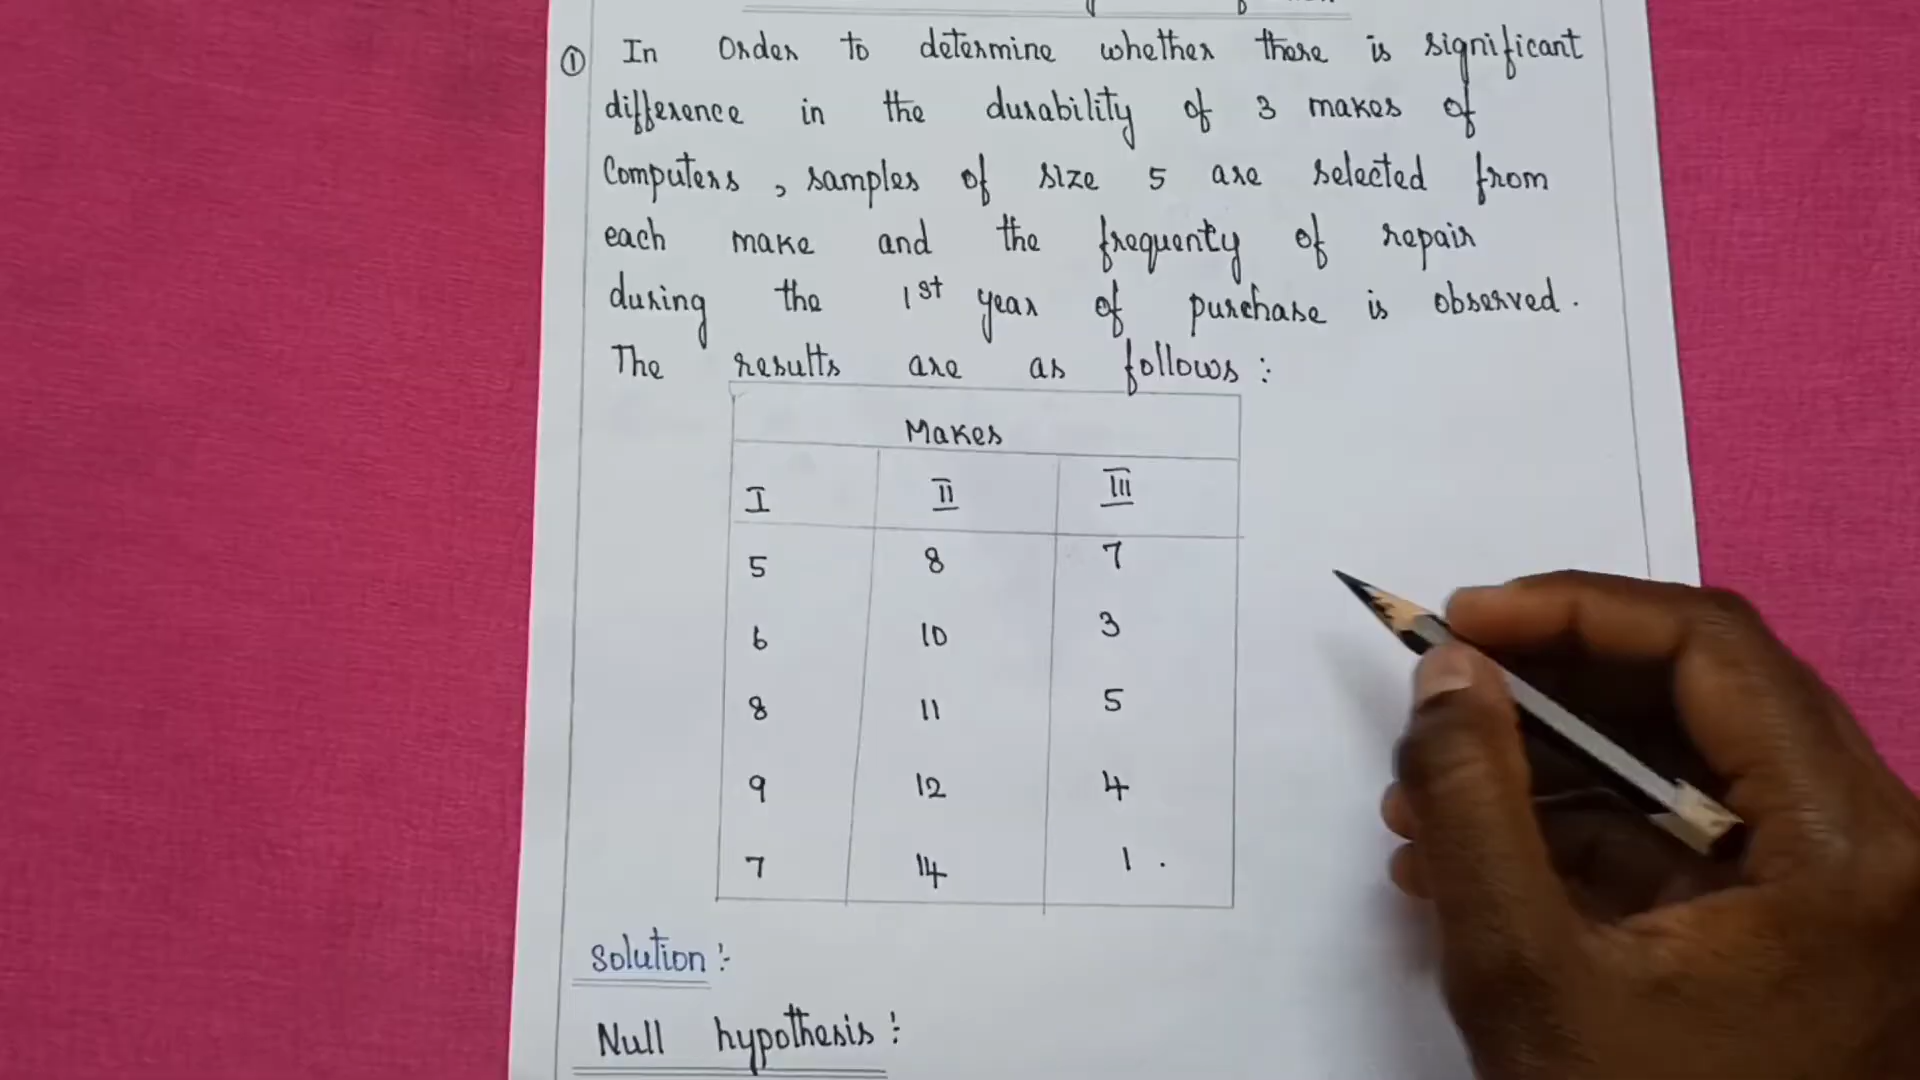 ① In Order to determine whether there is significant
difference in the durability of 3 makes of
Computers, samples of size 5 are selected from
each make and the frequenty of repair
during the 1st year of purchase is observed.
The results are as follows:
Makes
I II III
5 8 7
6 10 3
8 11 5
9 12 4
7 14 1.
Solution:-
Null hypothesis:-